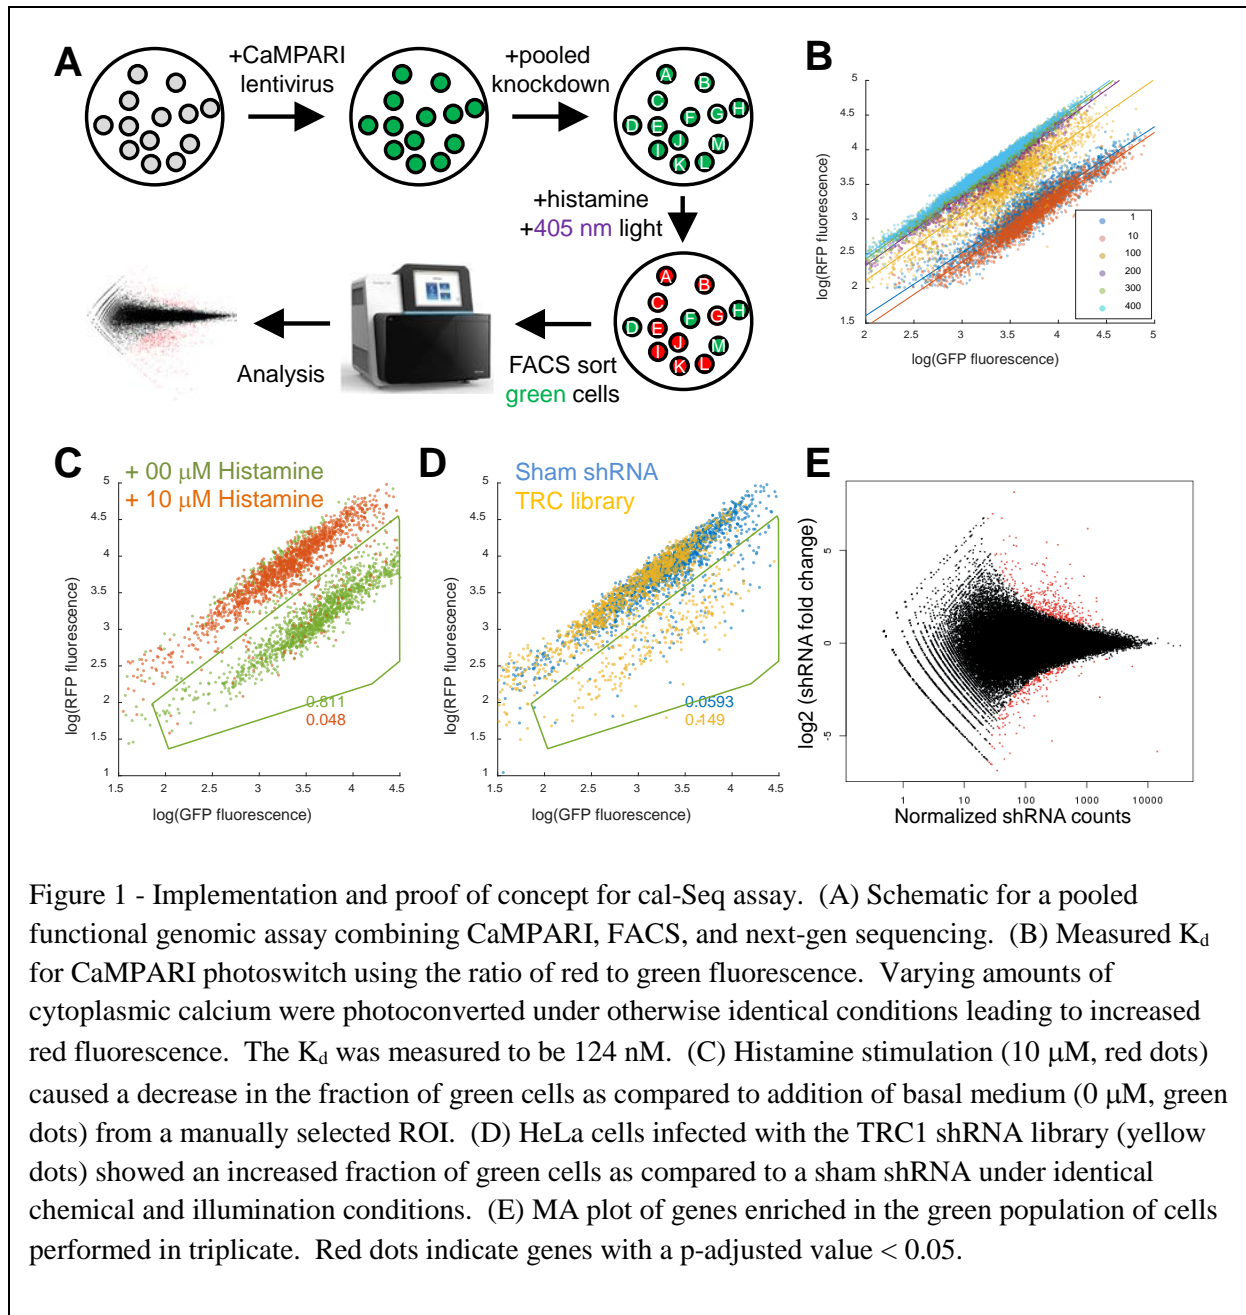 A
+CaMPARI
lentivirus
+pooled
knockdown
A
B
C
D
E
F
G
H
I
J
K
L
M
+histamine
+405 nm light
A
B
C
D
E
F
G
H
I
J
K
L
M
FACS sort
green cells
Analysis
B
log(RFP fluorescence)
5
4.5
4
3.5
3
2.5
2
1.5
2
2.5
3
3.5
4
4.5
5
log(GFP fluorescence)
1
10
100
200
300
400
C
+ 00 μM Histamine
+ 10 μM Histamine
log(RFP fluorescence)
5
4.5
4
3.5
3
2.5
2
1.5
1
0.811
0.048
1.5
2
2.5
3
3.5
4
4.5
log(GFP fluorescence)
D
Sham shRNA
TRC library
log(RFP fluorescence)
5
4.5
4
3.5
3
2.5
2
1.5
1
0.0593
0.149
1.5
2
2.5
3
3.5
4
4.5
log(GFP fluorescence)
E
log2 (shRNA fold change)
5
0
-5
1
10
100
1000
10000
Normalized shRNA counts
Figure 1 - Implementation and proof of concept for cal-Seq assay. (A) Schematic for a pooled
functional genomic assay combining CaMPARI, FACS, and next-gen sequencing. (B) Measured Kd
for CaMPARI photoswitch using the ratio of red to green fluorescence. Varying amounts of
cytoplasmic calcium were photoconverted under otherwise identical conditions leading to increased
red fluorescence. The Kd was measured to be 124 nM. (C) Histamine stimulation (10 μM, red dots)
caused a decrease in the fraction of green cells as compared to addition of basal medium (0 μM, green
dots) from a manually selected ROI. (D) HeLa cells infected with the TRC1 shRNA library (yellow
dots) showed an increased fraction of green cells as compared to a sham shRNA under identical
chemical and illumination conditions. (E) MA plot of genes enriched in the green population of cells
performed in triplicate. Red dots indicate genes with a p-adjusted value < 0.05.